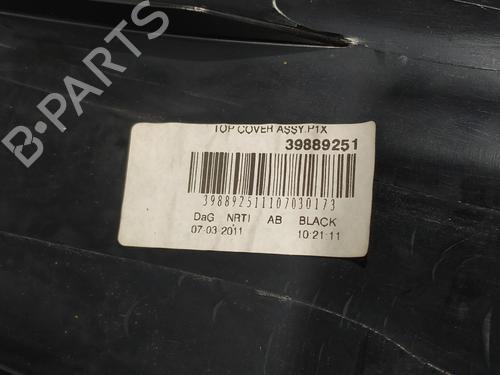 B-PARTS
TOP COVER ASSY.P1X
39889251
398892511107030173
DaG NRTI AB BLACK
07-03-2011 10:21:11